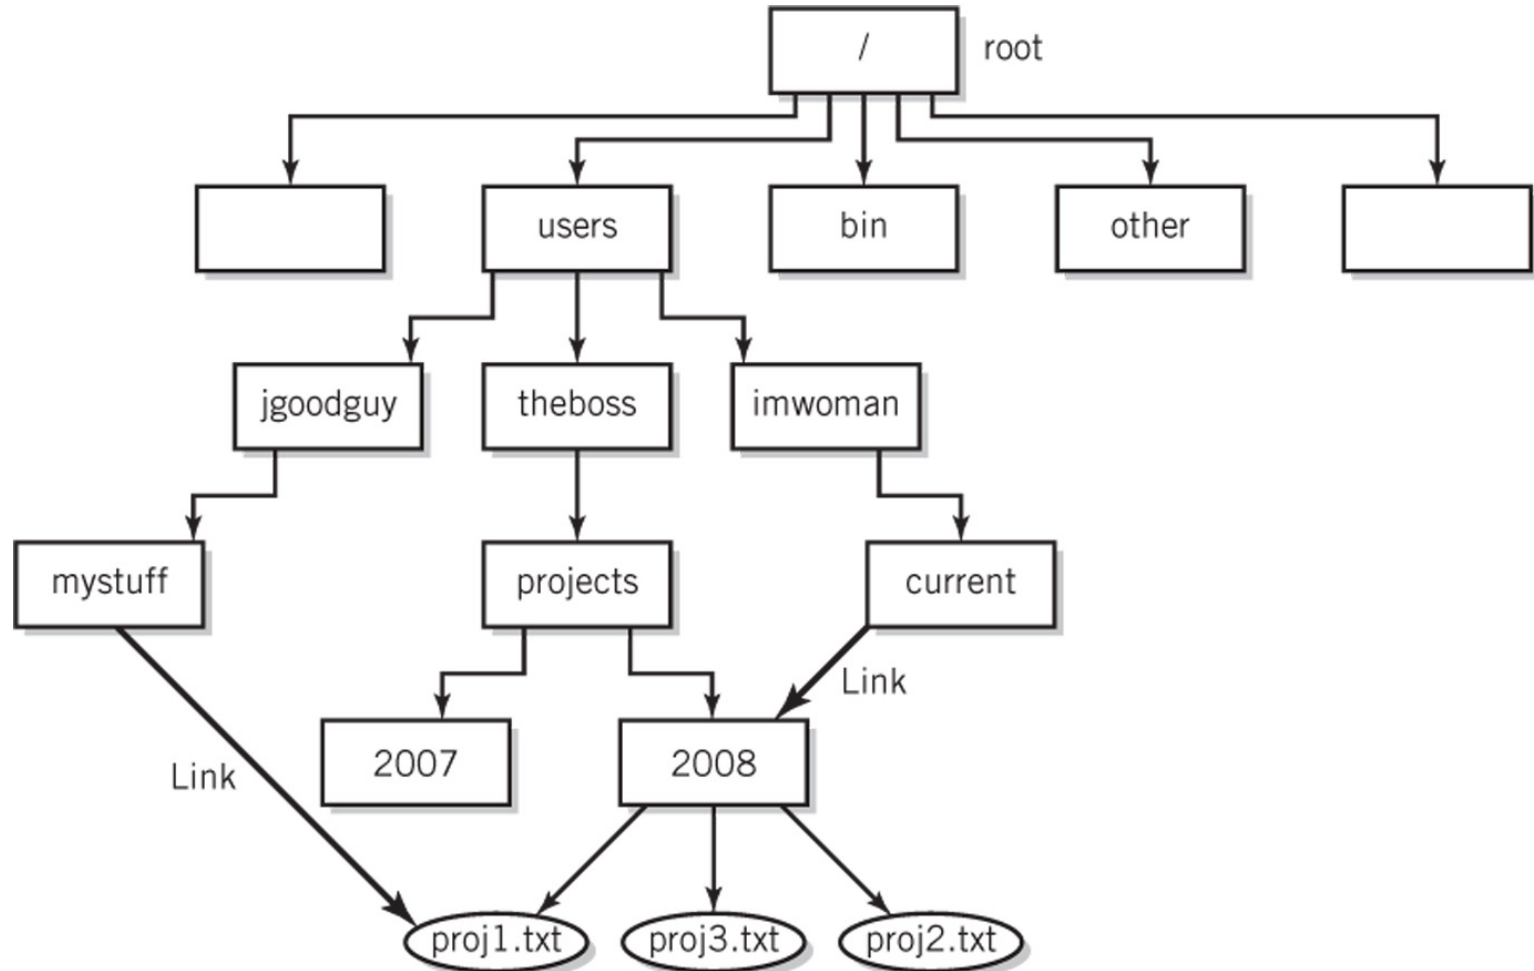 /
root
users
bin
other
jgoodguy
theboss
imwoman
mystuff
projects
current
Link
Link
2007
2008
proj1.txt
proj3.txt
proj2.txt